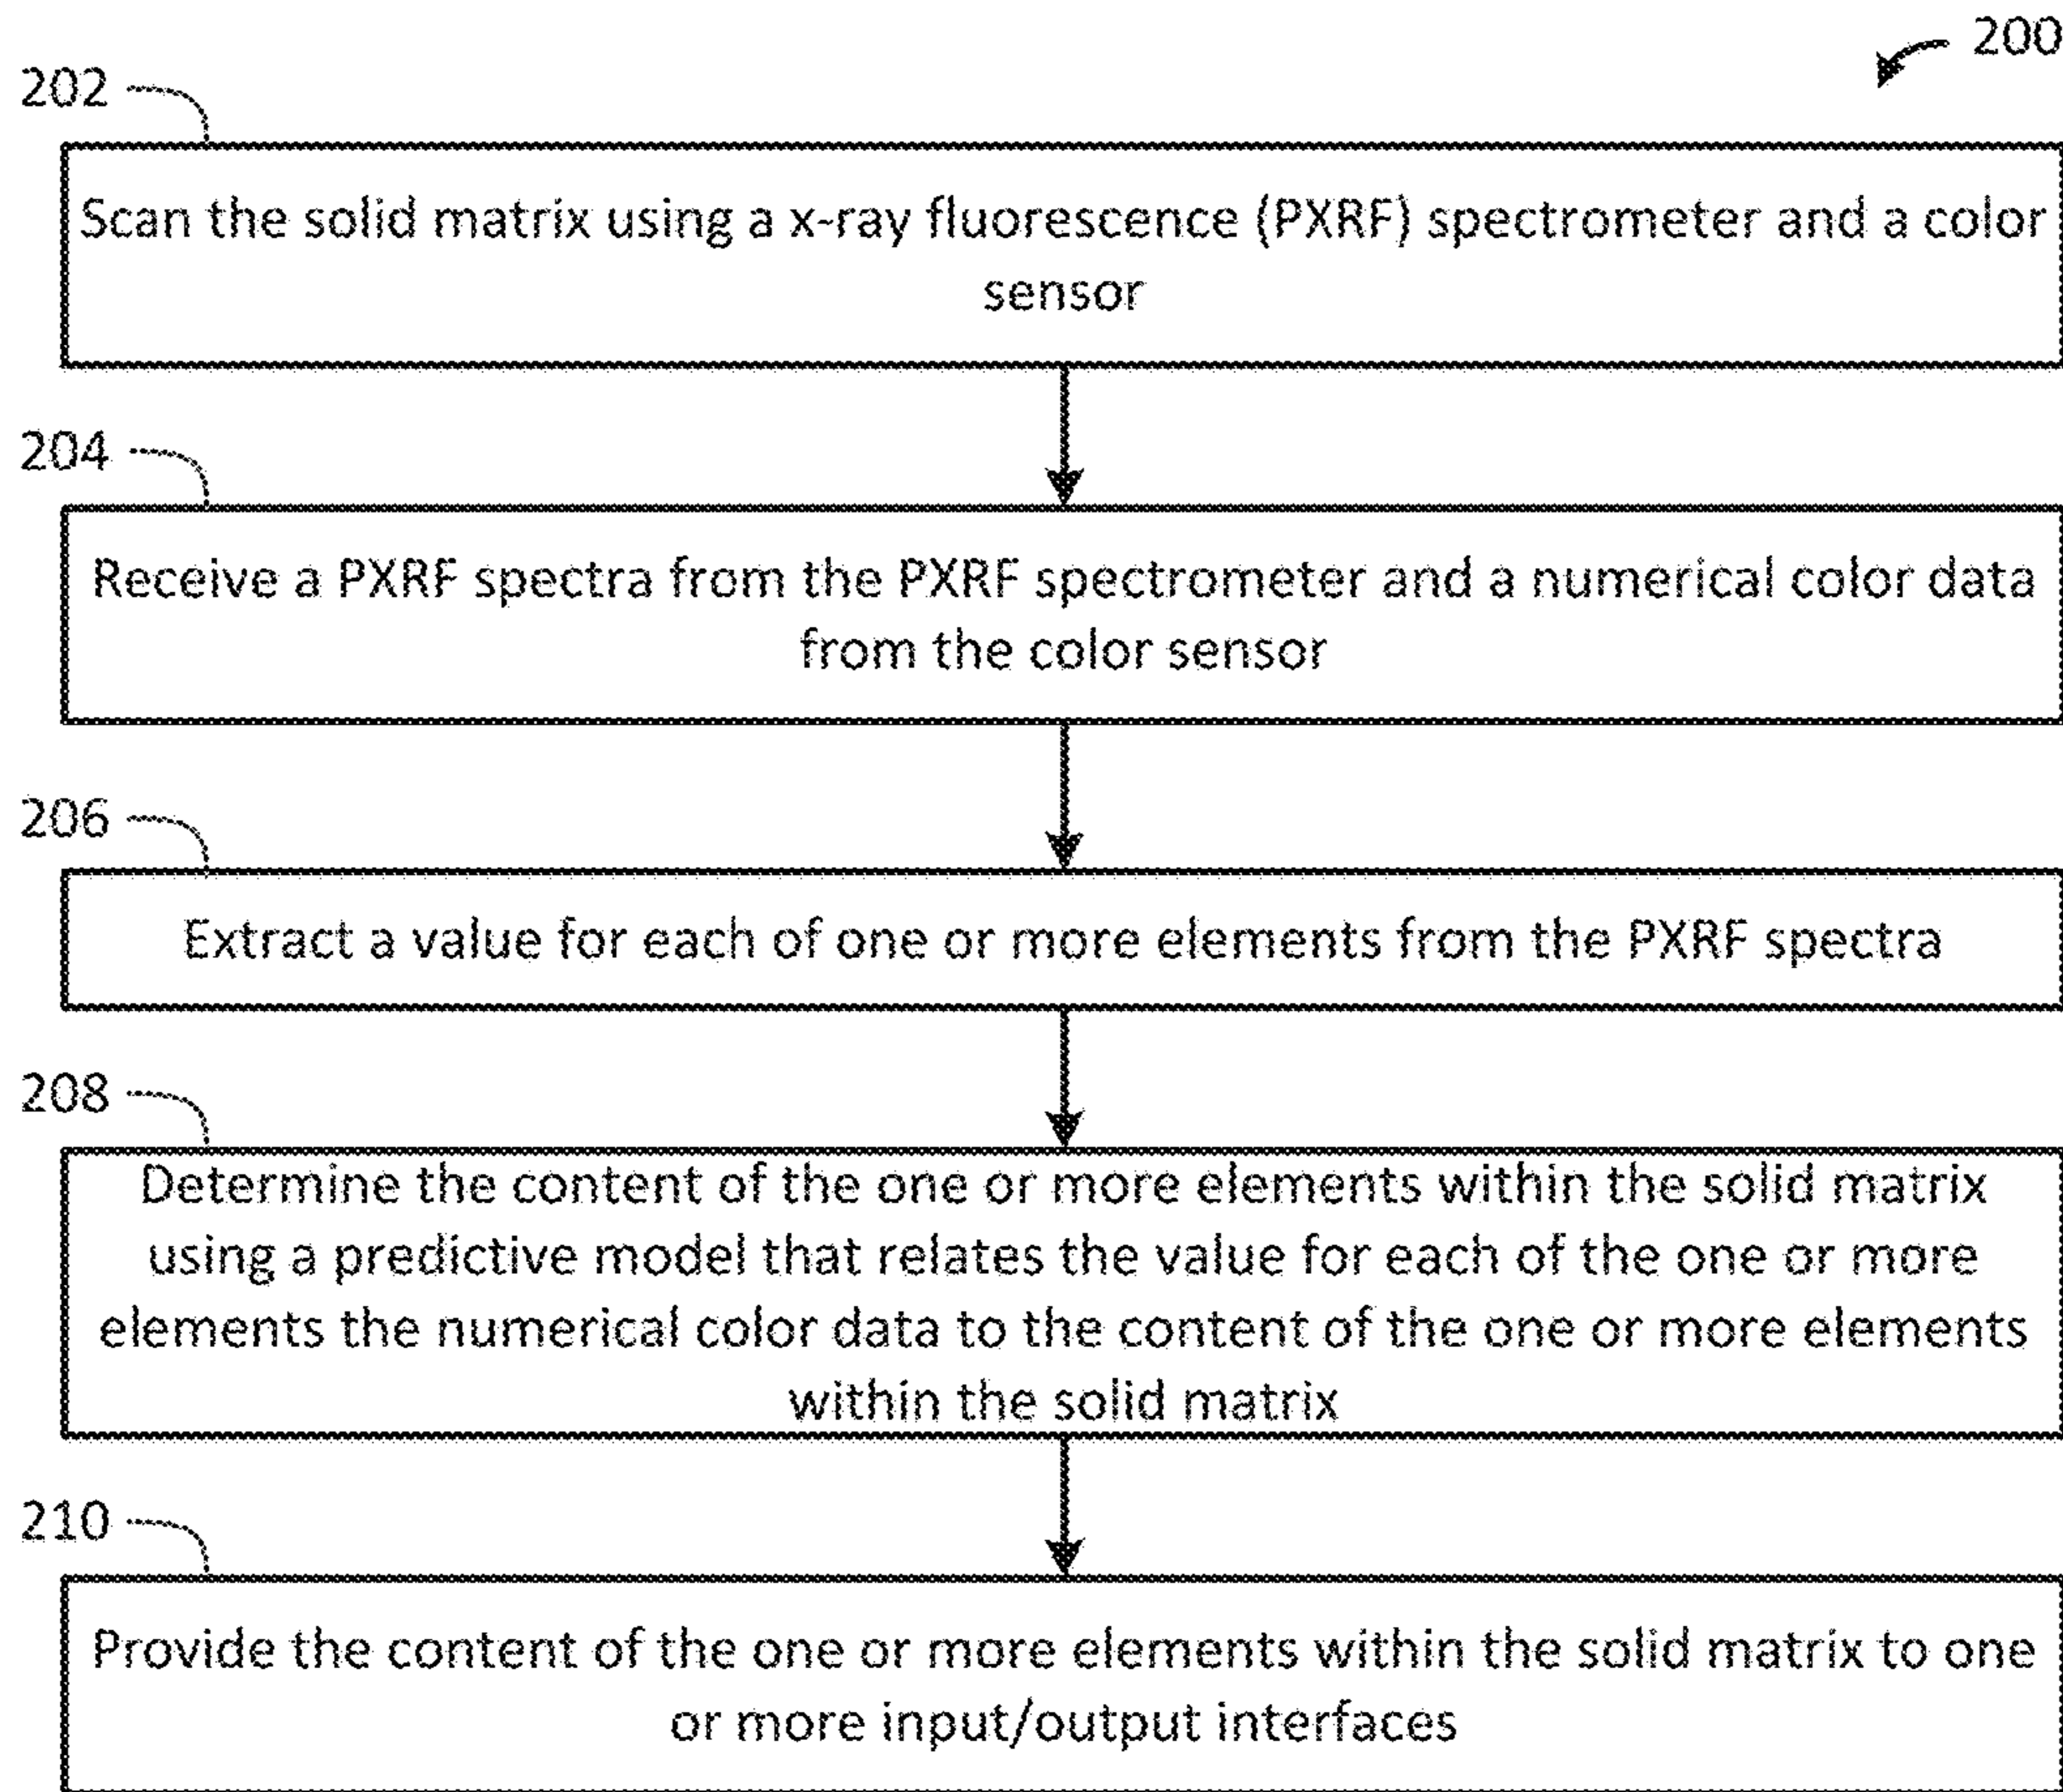 200
202
Scan the solid matrix using a x-ray fluorescence (PXRF) spectrometer and a color
sensor
204
Receive a PXRF spectra from the PXRF spectrometer and a numerical color data
from the color sensor
206
Extract a value for each of one or more elements from the PXRF spectra
208
Determine the content of the one or more elements within the solid matrix
using a predictive model that relates the value for each of the one or more
elements the numerical color data to the content of the one or more elements
within the solid matrix
210
Provide the content of the one or more elements within the solid matrix to one
or more input/output interfaces